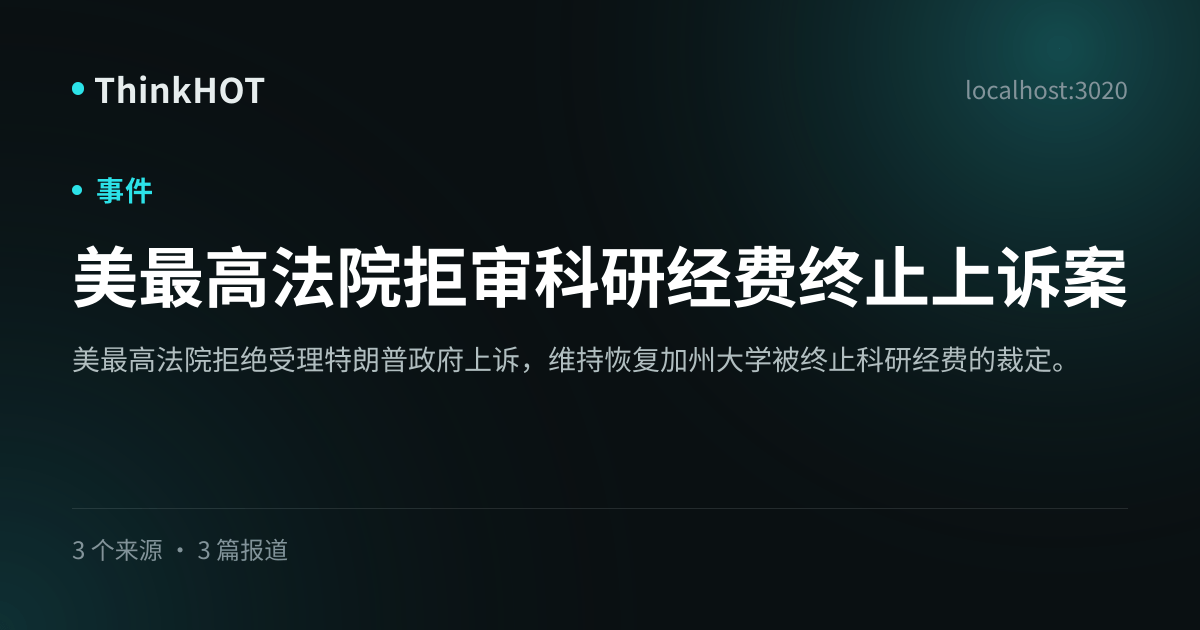 ThinkHOT
localhost:3020
事件
美最高法院拒审科研经费终止上诉案
美最高法院拒绝受理特朗普政府上诉，维持恢复加州大学被终止科研经费的裁定。
3 个来源 · 3 篇报道